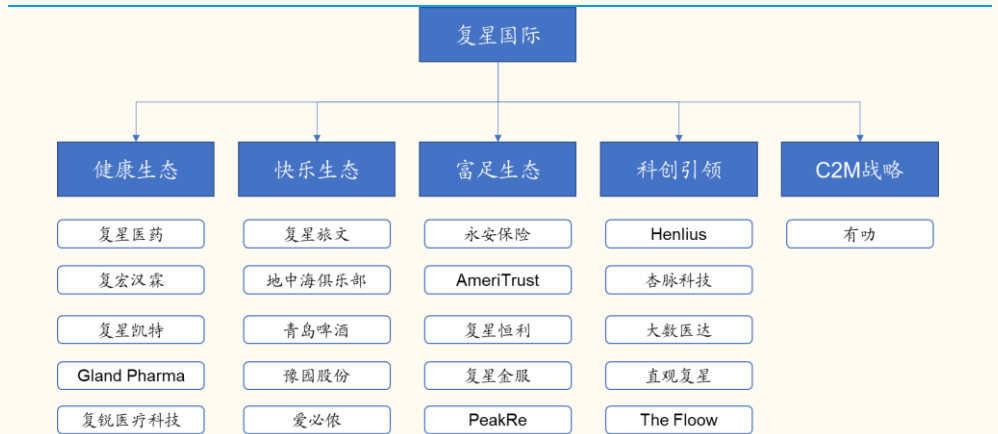 复星国际
健康生态
快乐生态
富足生态
科创引领
C2M战略
复星医药
复星旅文
永安保险
Henlius
有叻
复宏汉霖
地中海俱乐部
AmeriTrust
杏脉科技
复星凯特
青岛啤酒
复星恒利
大数医达
Gland Pharma
豫园股份
复星金服
直观复星
复锐医疗科技
爱必侬
PeakRe
The Floow